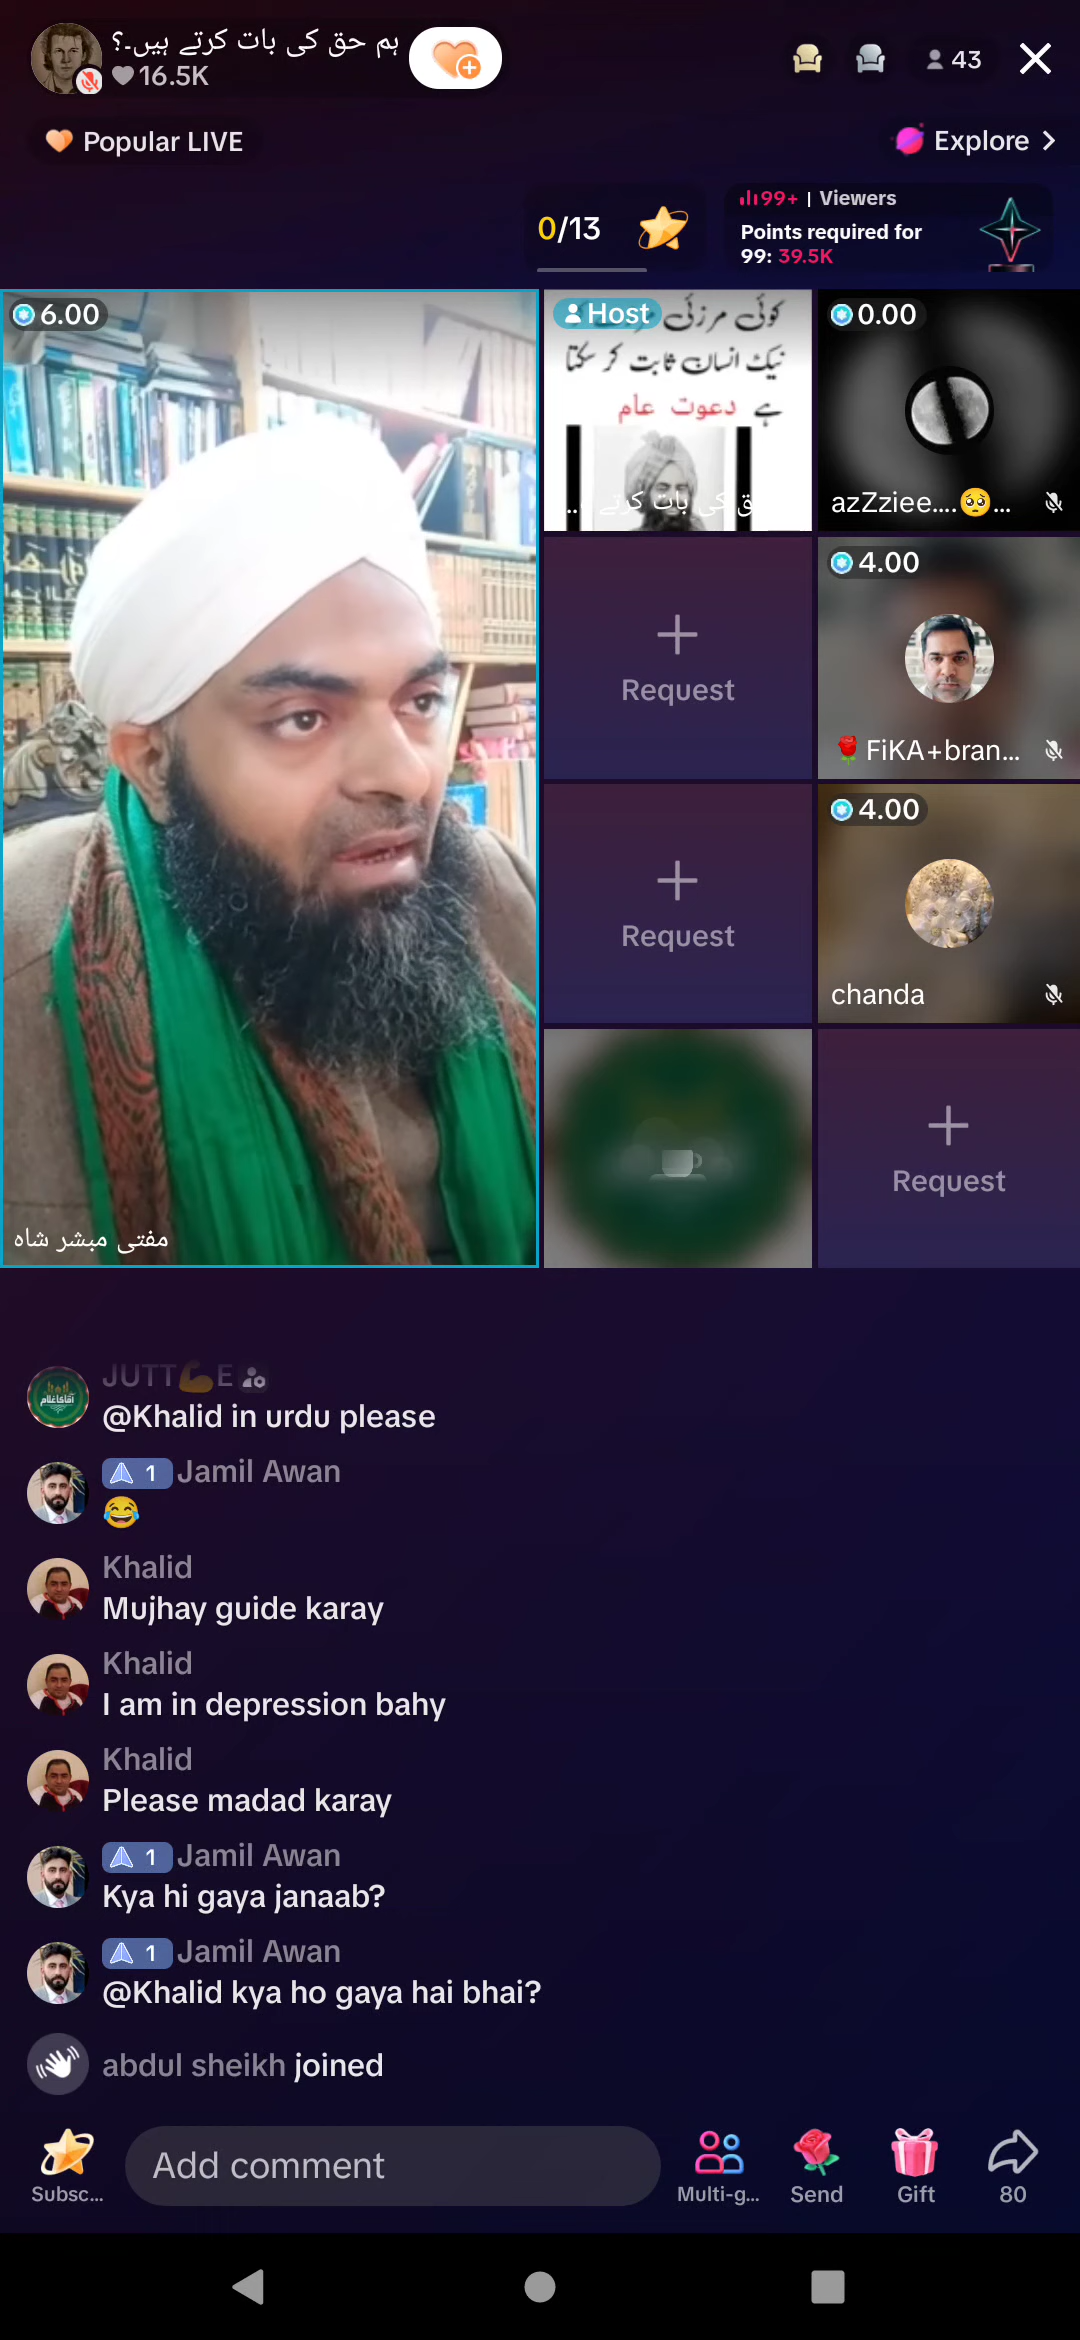 ہم حق کی بات کرتے ہیں۔؟
16.5K
43
Popular LIVE
Explore
0/13
99+ | Viewers
Points required for
99: 39.5K
6.00
Host
کوئی مرزئی
نیک انسان ثابت کر سکتا
ہے دعوت عام
ق کی بات کرتے ...
0.00
azZziee....🥺...
Request
4.00
🌹FiKA+bran...
Request
4.00
chanda
Request
مفتی مبشر شاہ
JUTT💪E
@Khalid in urdu please
1 Jamil Awan
😂
Khalid
Mujhay guide karay
Khalid
I am in depression bahy
Khalid
Please madad karay
1 Jamil Awan
Kya hi gaya janaab?
1 Jamil Awan
@Khalid kya ho gaya hai bhai?
abdul sheikh joined
Subsc...
Add comment
Multi-g...
Send
Gift
80